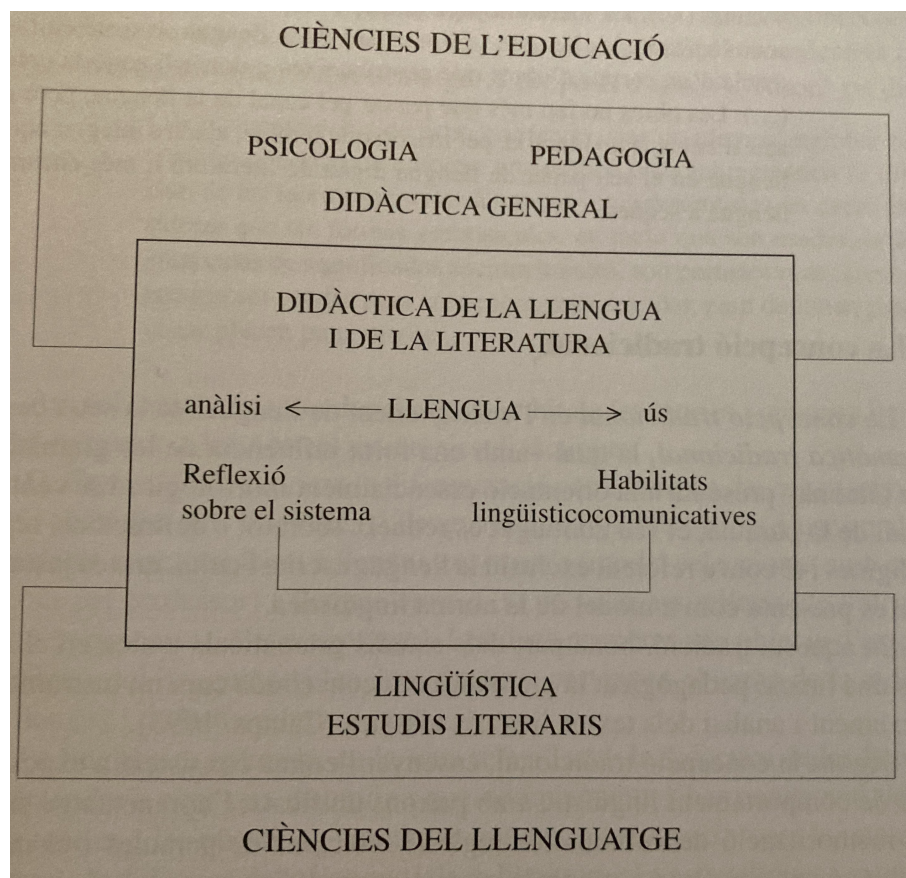 CIÈNCIES DE L'EDUCACIÓ
PSICOLOGIA PEDAGOGIA
DIDÀCTICA GENERAL
DIDÀCTICA DE LA LLENGUA
I DE LA LITERATURA
anàlisi LLENGUA ús
Reflexió Habilitats
sobre el sistema lingüisticocomunicatives
LINGÜÍSTICA
ESTUDIS LITERARIS
CIÈNCIES DEL LLENGUATGE